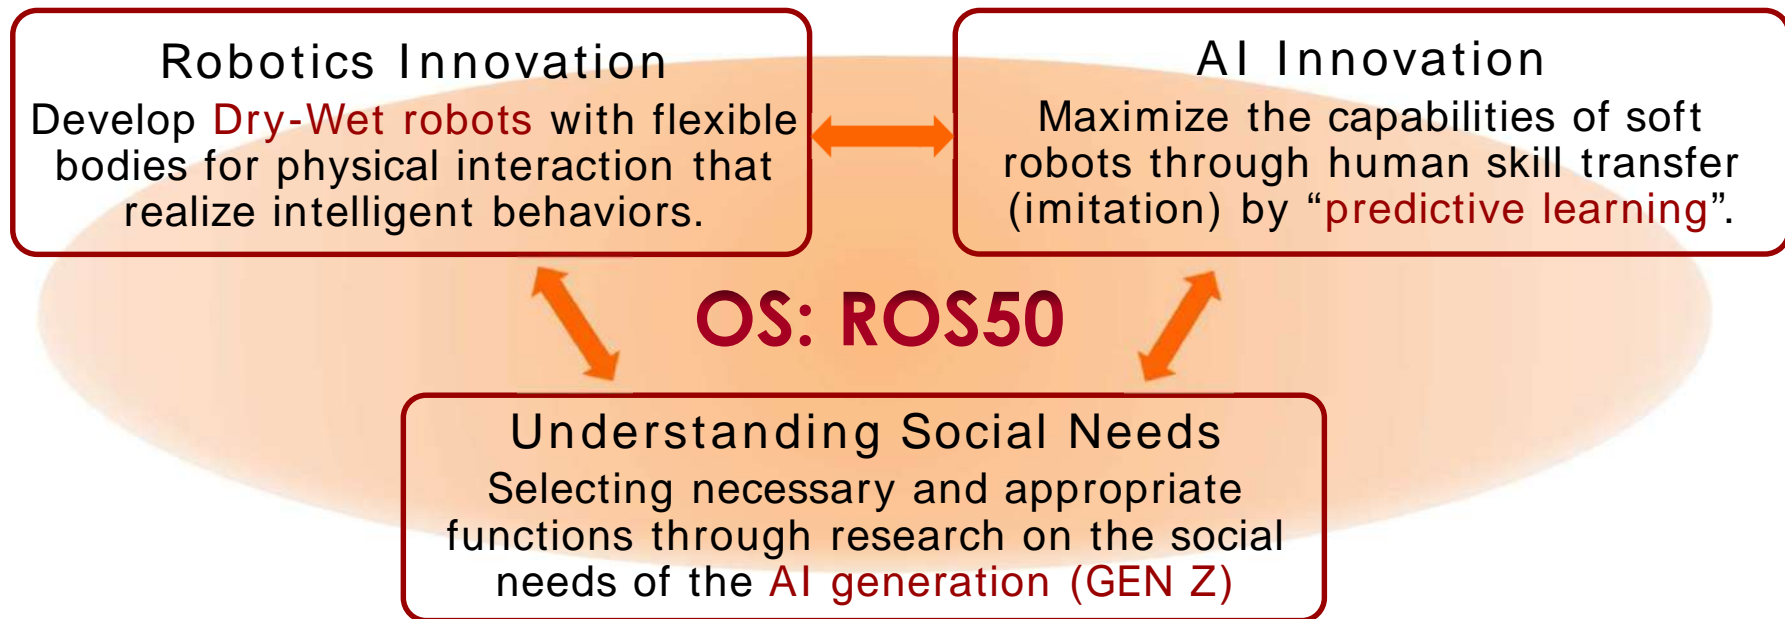 Robotics Innovation
Develop Dry-Wet robots with flexible
bodies for physical interaction that
realize intelligent behaviors.
AI Innovation
Maximize the capabilities of soft
robots through human skill transfer
(imitation) by “predictive learning”.
OS: ROS50
Understanding Social Needs
Selecting necessary and appropriate
functions through research on the social
needs of the AI generation (GEN Z)